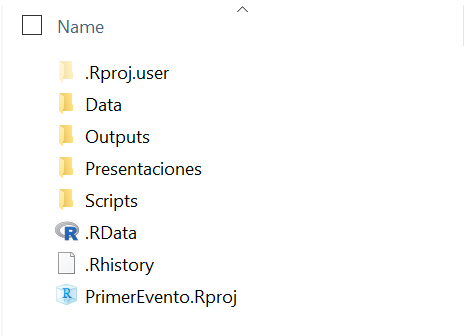 Name
.Rproj.user
Data
Outputs
Presentaciones
Scripts
.RData
.Rhistory
PrimerEvento.Rproj